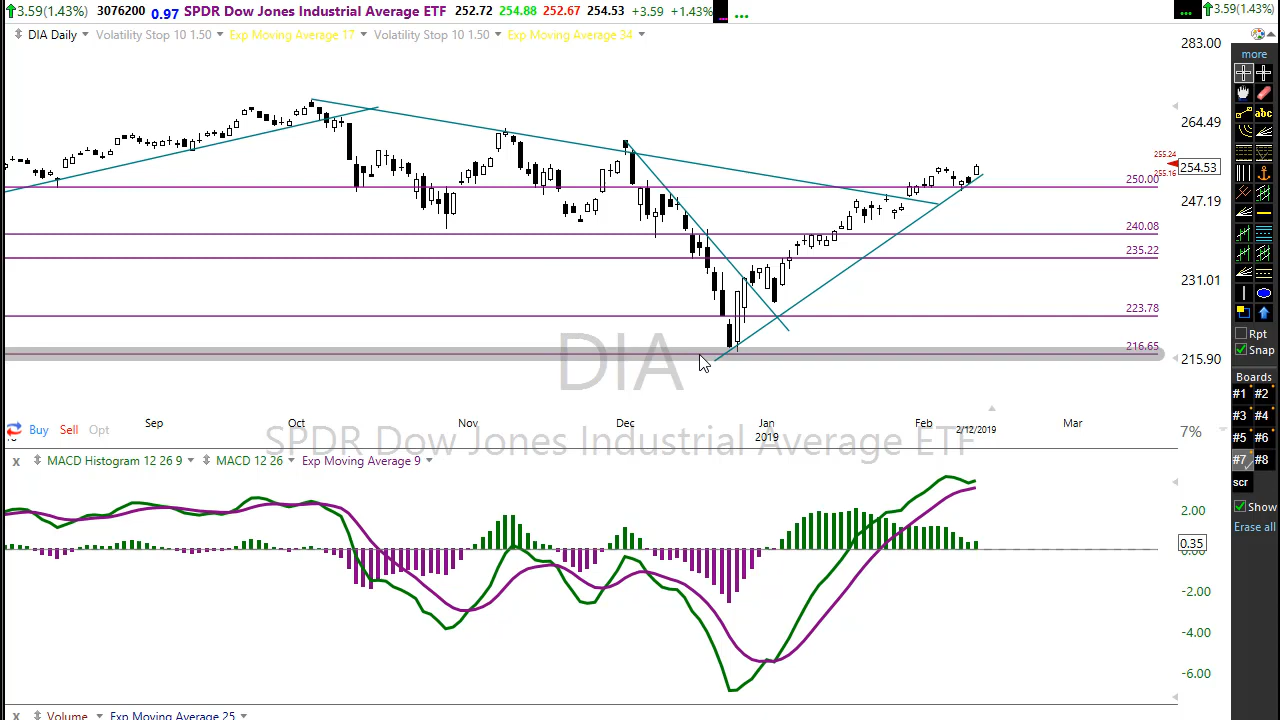 3076200 0.97 SPDR Dow Jones Industrial Average ETF 252.72 254.88 252.67 254.53 +3.59 +1.43% ... ... 3.59(1.43%)
DIA Daily Volatility Stop 10 1.50 Exp Moving Average 17 Volatility Stop 10 1.50 Exp Moving Average 34
3.59(1.43%)
283.00
more
abc
264.49
255.24
254.53
255.16
250.00
247.19
240.08
235.22
231.01
223.78
Rpt
216.65
Snap
215.90
DIA
Boards
#1 #2
#3 #4
Sep Oct Nov Dec Jan Feb Mar
2019 2/12/2019
Buy Sell Opt
7%
#5 #6
SPDR Dow Jones Industrial Average ETF
#7 #8
x MACD Histogram 12 26 9 MACD 12 26 Exp Moving Average 9
scr
Show
2.00
Erase all
0.35
0.00
-2.00
-4.00
-6.00
x Volume Exp Moving Average 25